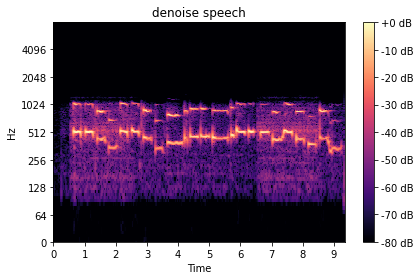 denoise speech
+0 dB
4096
-10 dB
2048
-20 dB
1024
-30 dB
Hz
512
-40 dB
256
-50 dB
128
-60 dB
64
-70 dB
0
-80 dB
0 1 2 3 4 5 6 7 8 9
Time